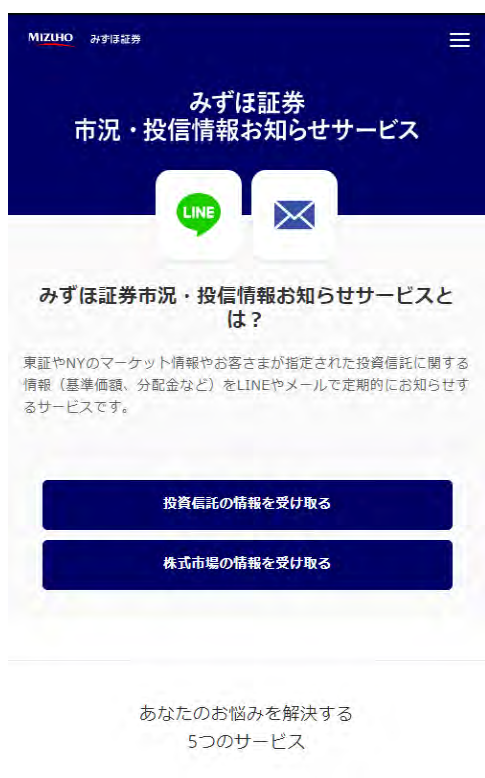 MIZUHO みずほ証券
みずほ証券
市況・投信情報お知らせサービス
LINE
みずほ証券市況・投信情報お知らせサービスと
は？
東証やNYのマーケット情報やお客さまが指定された投資信託に関する
情報（基準価額、分配金など）をLINEやメールで定期的にお知らせす
るサービスです。
投資信託の情報を受け取る
株式市場の情報を受け取る
あなたのお悩みを解決する
5つのサービス